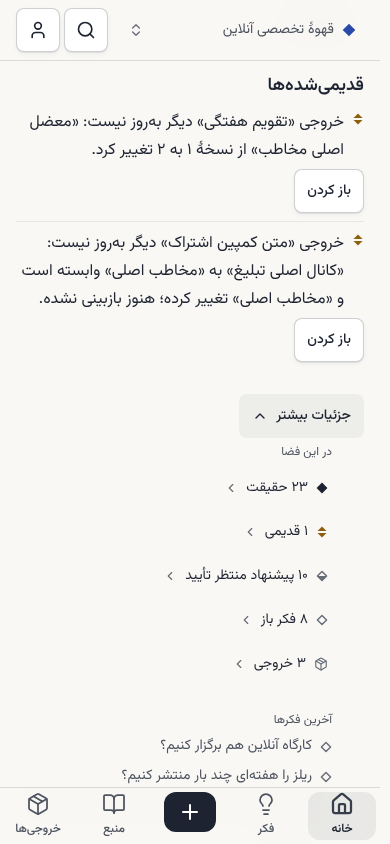 قهوهٔ تخصصی آنلاین
قدیمی‌شده‌ها
خروجی «تقویم هفتگی» دیگر به‌روز نیست: «معضل
اصلی مخاطب» از نسخهٔ ۱ به ۲ تغییر کرد.
باز کردن
خروجی «متن کمپین اشتراک» دیگر به‌روز نیست:
«کانال اصلی تبلیغ» به «مخاطب اصلی» وابسته است
و «مخاطب اصلی» تغییر کرده؛ هنوز بازبینی نشده.
باز کردن
جزئیات بیشتر
در این فضا
۲۳ حقیقت
۱ قدیمی
۱۰ پیشنهاد منتظر تأیید
۸ فکر باز
۳ خروجی
آخرین فکرها
کارگاه آنلاین هم برگزار کنیم؟
ریلز را هفته‌ای چند بار منتشر کنیم؟
خانه
فکر
منبع
خروجی‌ها